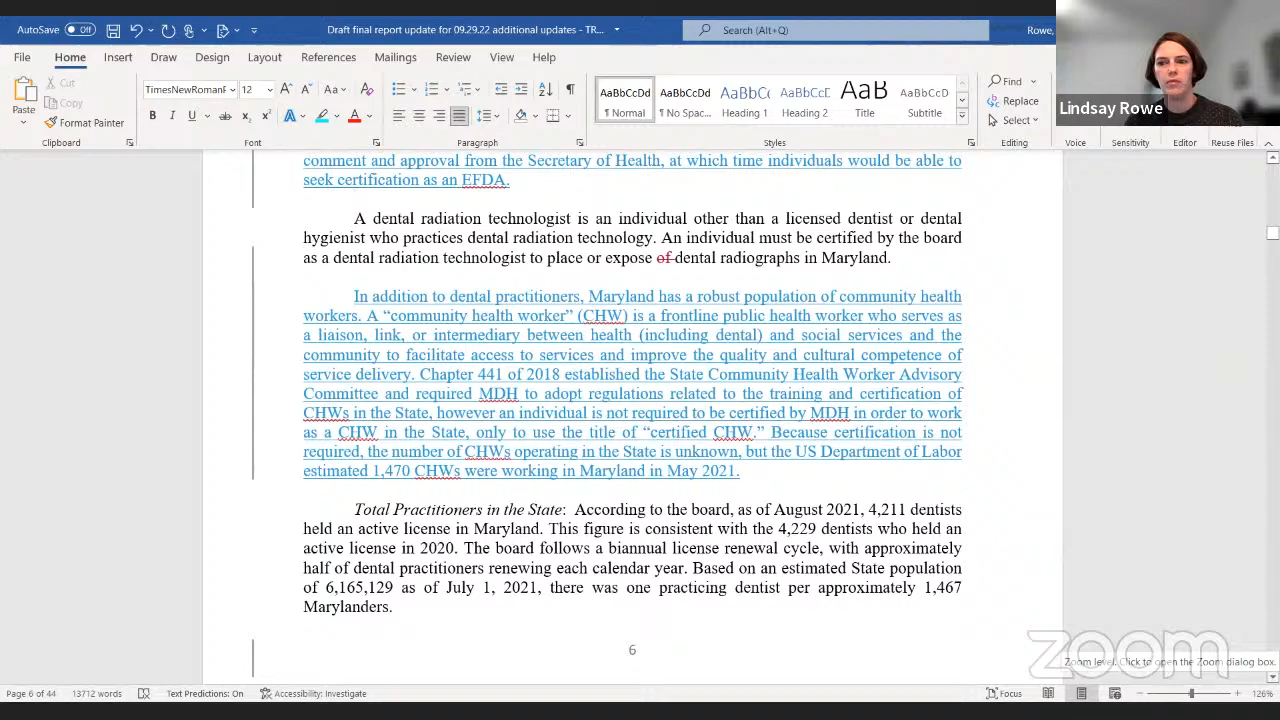 AutoSave Off
Draft final report update for 09.29.22 additional updates - TR...
Search (Alt+Q)
Rowe,
File Home Insert Draw Design Layout References Mailings Review View Help
Paste
Cut
Copy
Format Painter
TimesNewRomanF 12
AaBbCcDd AaBbCcDd AaBbC( AaBbCcE AaB AaBbCcD
¶ Normal ¶ No Spac... Heading 1 Heading 2 Title Subtitle
Find
Replace
Select
Lindsay Rowe
Clipboard Font Paragraph Styles Editing Voice Sensitivity Editor Reuse Files
comment and approval from the Secretary of Health, at which time individuals would be able to
seek certification as an EFDA.
A dental radiation technologist is an individual other than a licensed dentist or dental
hygienist who practices dental radiation technology. An individual must be certified by the board
as a dental radiation technologist to place or expose of dental radiographs in Maryland.
In addition to dental practitioners, Maryland has a robust population of community health
workers. A “community health worker” (CHW) is a frontline public health worker who serves as
a liaison, link, or intermediary between health (including dental) and social services and the
community to facilitate access to services and improve the quality and cultural competence of
service delivery. Chapter 441 of 2018 established the State Community Health Worker Advisory
Committee and required MDH to adopt regulations related to the training and certification of
CHWs in the State, however an individual is not required to be certified by MDH in order to work
as a CHW in the State, only to use the title of “certified CHW.” Because certification is not
required, the number of CHWs operating in the State is unknown, but the US Department of Labor
estimated 1,470 CHWs were working in Maryland in May 2021.
Total Practitioners in the State: According to the board, as of August 2021, 4,211 dentists
held an active license in Maryland. This figure is consistent with the 4,229 dentists who held an
active license in 2020. The board follows a biannual license renewal cycle, with approximately
half of dental practitioners renewing each calendar year. Based on an estimated State population
of 6,165,129 as of July 1, 2021, there was one practicing dentist per approximately 1,467
Marylanders.
6
zoom
Zoom level. Click to open the Zoom dialog box.
Page 6 of 44 13712 words Text Predictions: On Accessibility: Investigate Focus 126%